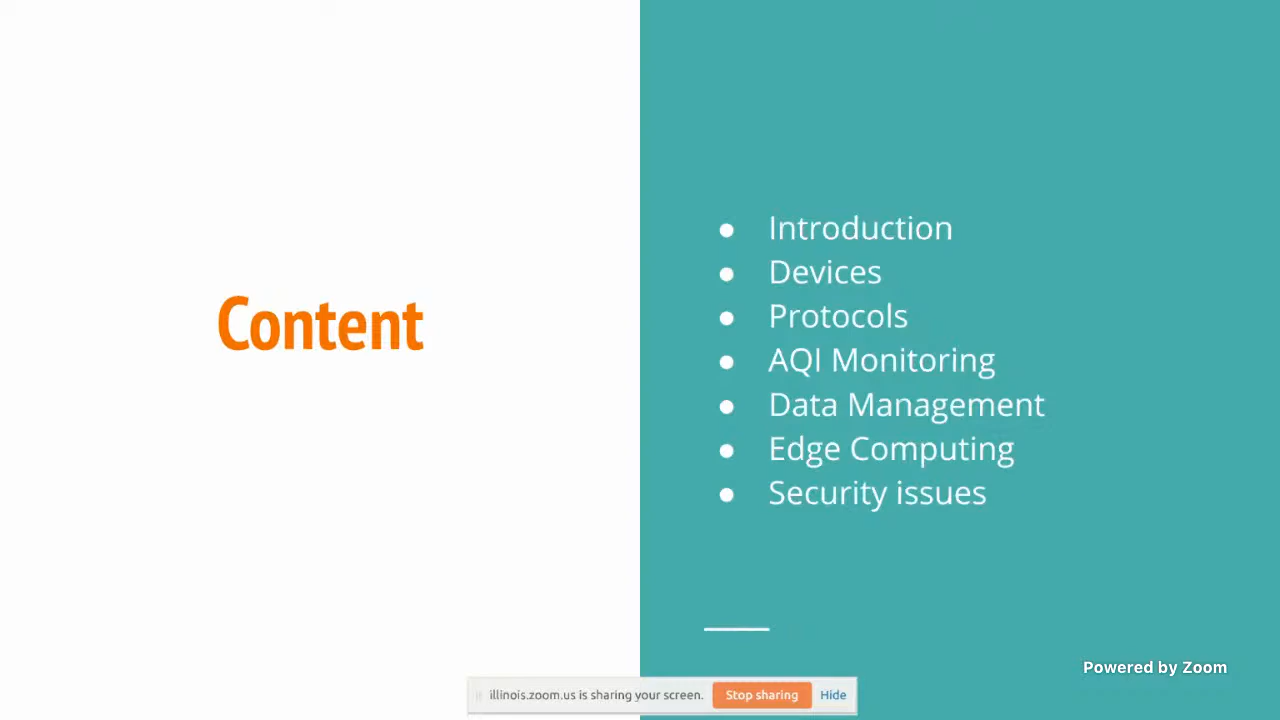 Content
● Introduction
● Devices
● Protocols
● AQI Monitoring
● Data Management
● Edge Computing
● Security issues
Powered by Zoom
illinois.zoom.us is sharing your screen. Stop sharing Hide